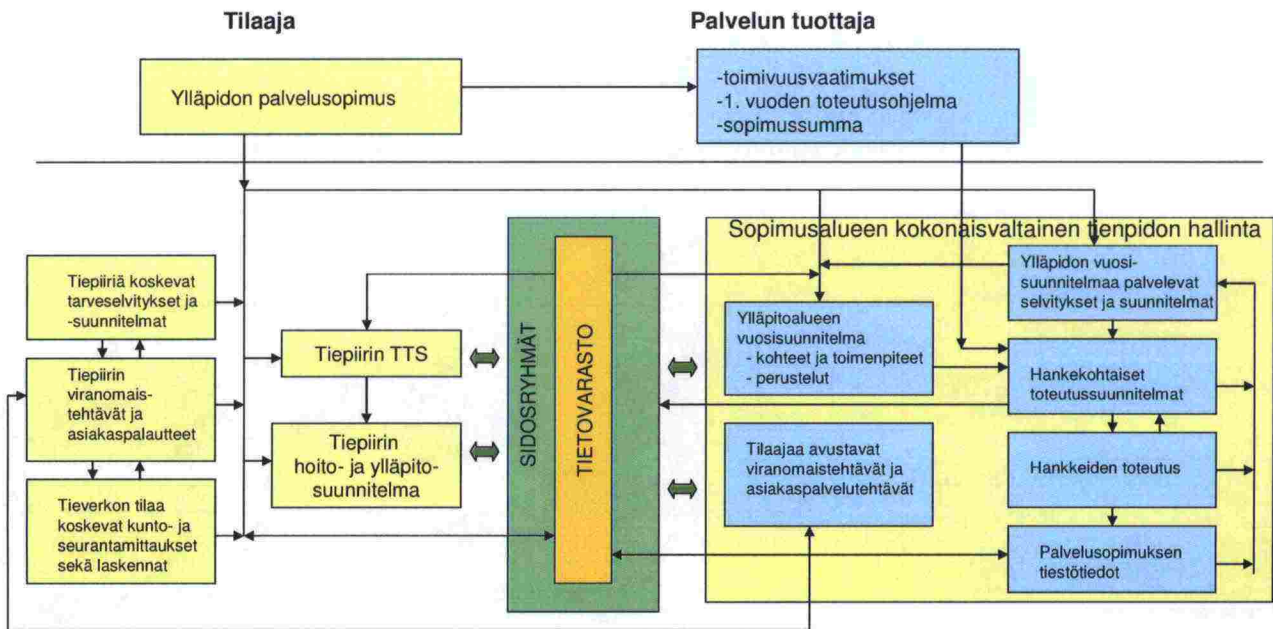 Tilaaja
Palvelun tuottaja
Ylläpidon palvelusopimus
-toimivuusvaatimukset
-1. vuoden toteutusohjelma
-sopimussumma
Tiepiiriä koskevat
tarveselvitykset ja
-suunnitelmat
Tiepiirin
viranomais-
tehtävät ja
asiakaspalautteet
Tieverkon tilaa
koskevat kunto- ja
seurantamittaukset
sekä laskennat
Tiepiirin TTS
Tiepiirin
hoito- ja ylläpito-
suunnitelma
SIDOSRYHMÄT
TIETOVARASTO
Sopimusalueen kokonaisvaltainen tienpidon hallinta
Ylläpitoalueen
vuosisuunnitelma
- kohteet ja toimenpiteet
- perustelut
Tilaajaa avustavat
viranomaistehtävät ja
asiakaspalvelutehtävät
Ylläpidon vuosi-
suunnitelmaa palvelevat
selvitykset ja suunnitelmat
Hankekohtaiset
toteutussuunnitelmat
Hankkeiden toteutus
Palvelusopimuksen
tiestötiedot